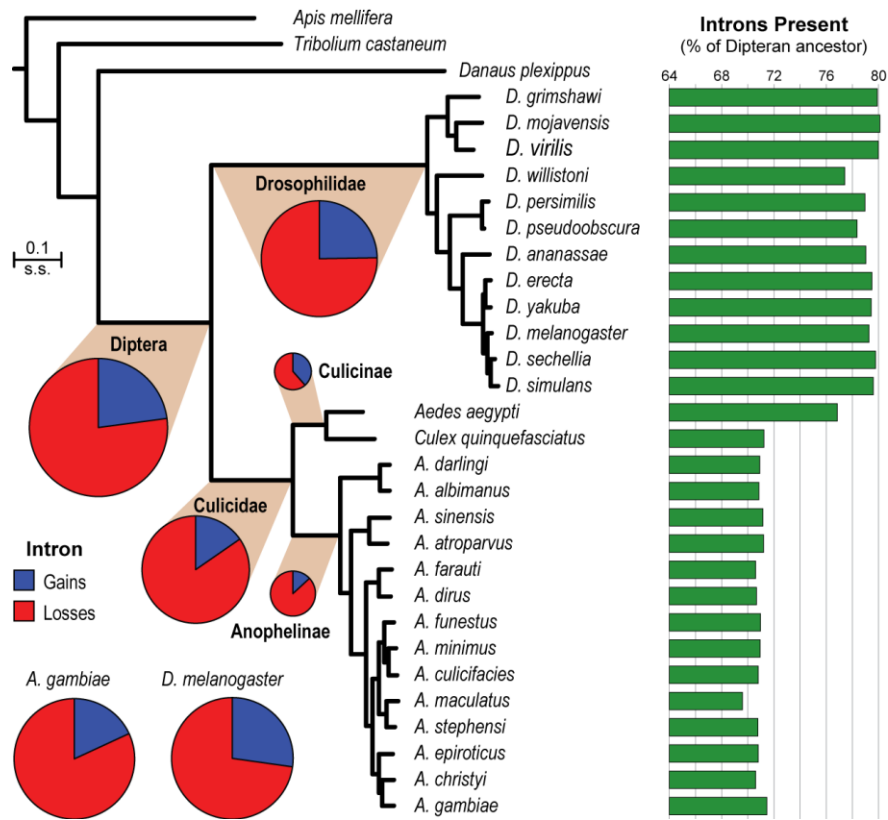 Apis mellifera
Tribolium castaneum
Danaus plexippus
D. grimshawi
D. mojavensis
D. virilis
D. willistoni
D. persimilis
D. pseudoobscura
D. ananassae
D. erecta
D. yakuba
D. melanogaster
D. sechellia
D. simulans
Aedes aegypti
Culex quinquefasciatus
A. darlingi
A. albimanus
A. sinensis
A. atroparvus
A. farauti
A. dirus
A. funestus
A. minimus
A. culicifacies
A. maculatus
A. stephensi
A. epiroticus
A. christyi
A. gambiae
Drosophilidae
0.1
s.s.
Diptera
Culicinae
Culicidae
Anophelinae
Intron
Gains
Losses
A. gambiae
D. melanogaster
Introns Present
(% of Dipteran ancestor)
64 68 72 76 80